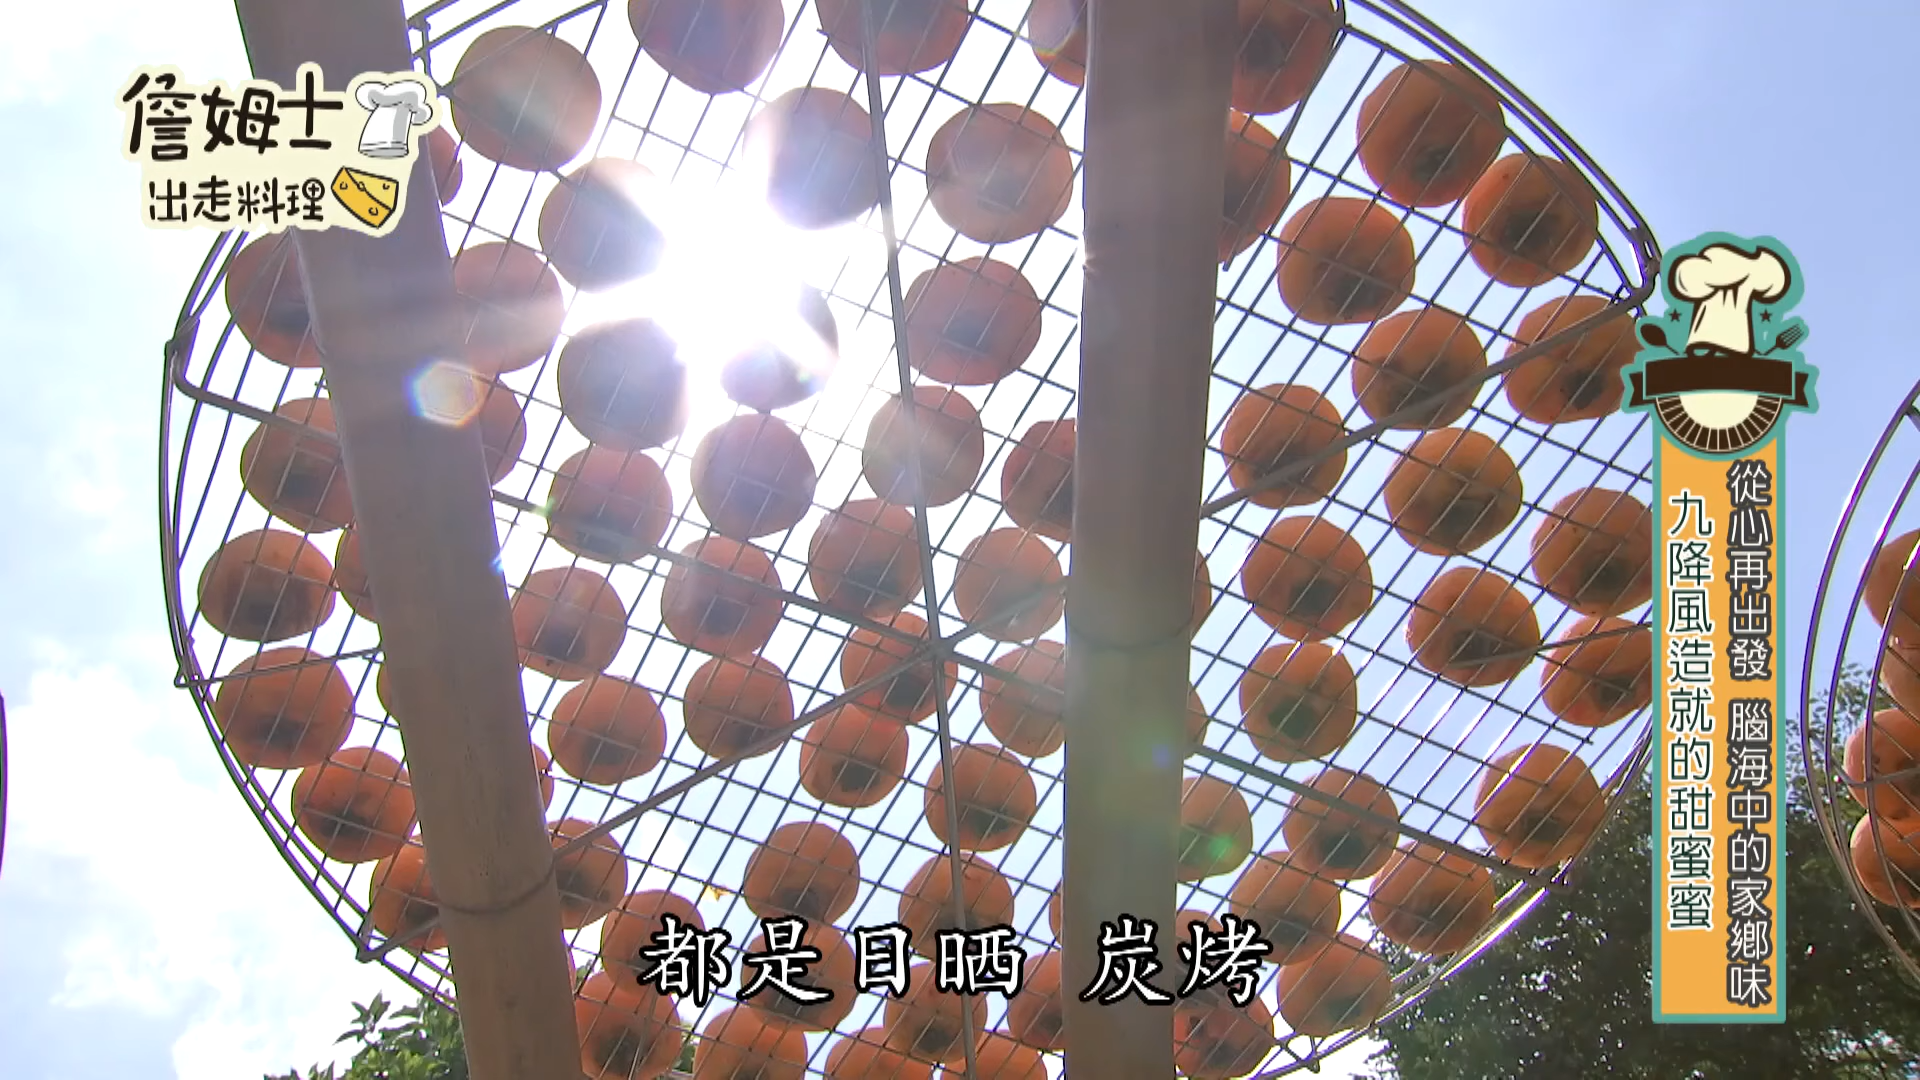 詹姆士
出走料理
從心再出發 腦海中的家鄉味
九降風造就的甜蜜蜜
都是日晒 炭烤